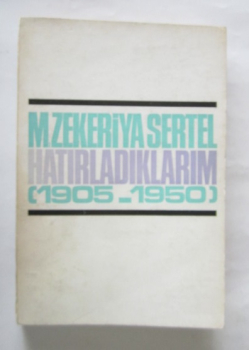 M.ZEKERİYA SERTEL
HATIRLADIKLARIM
(1905-1950)